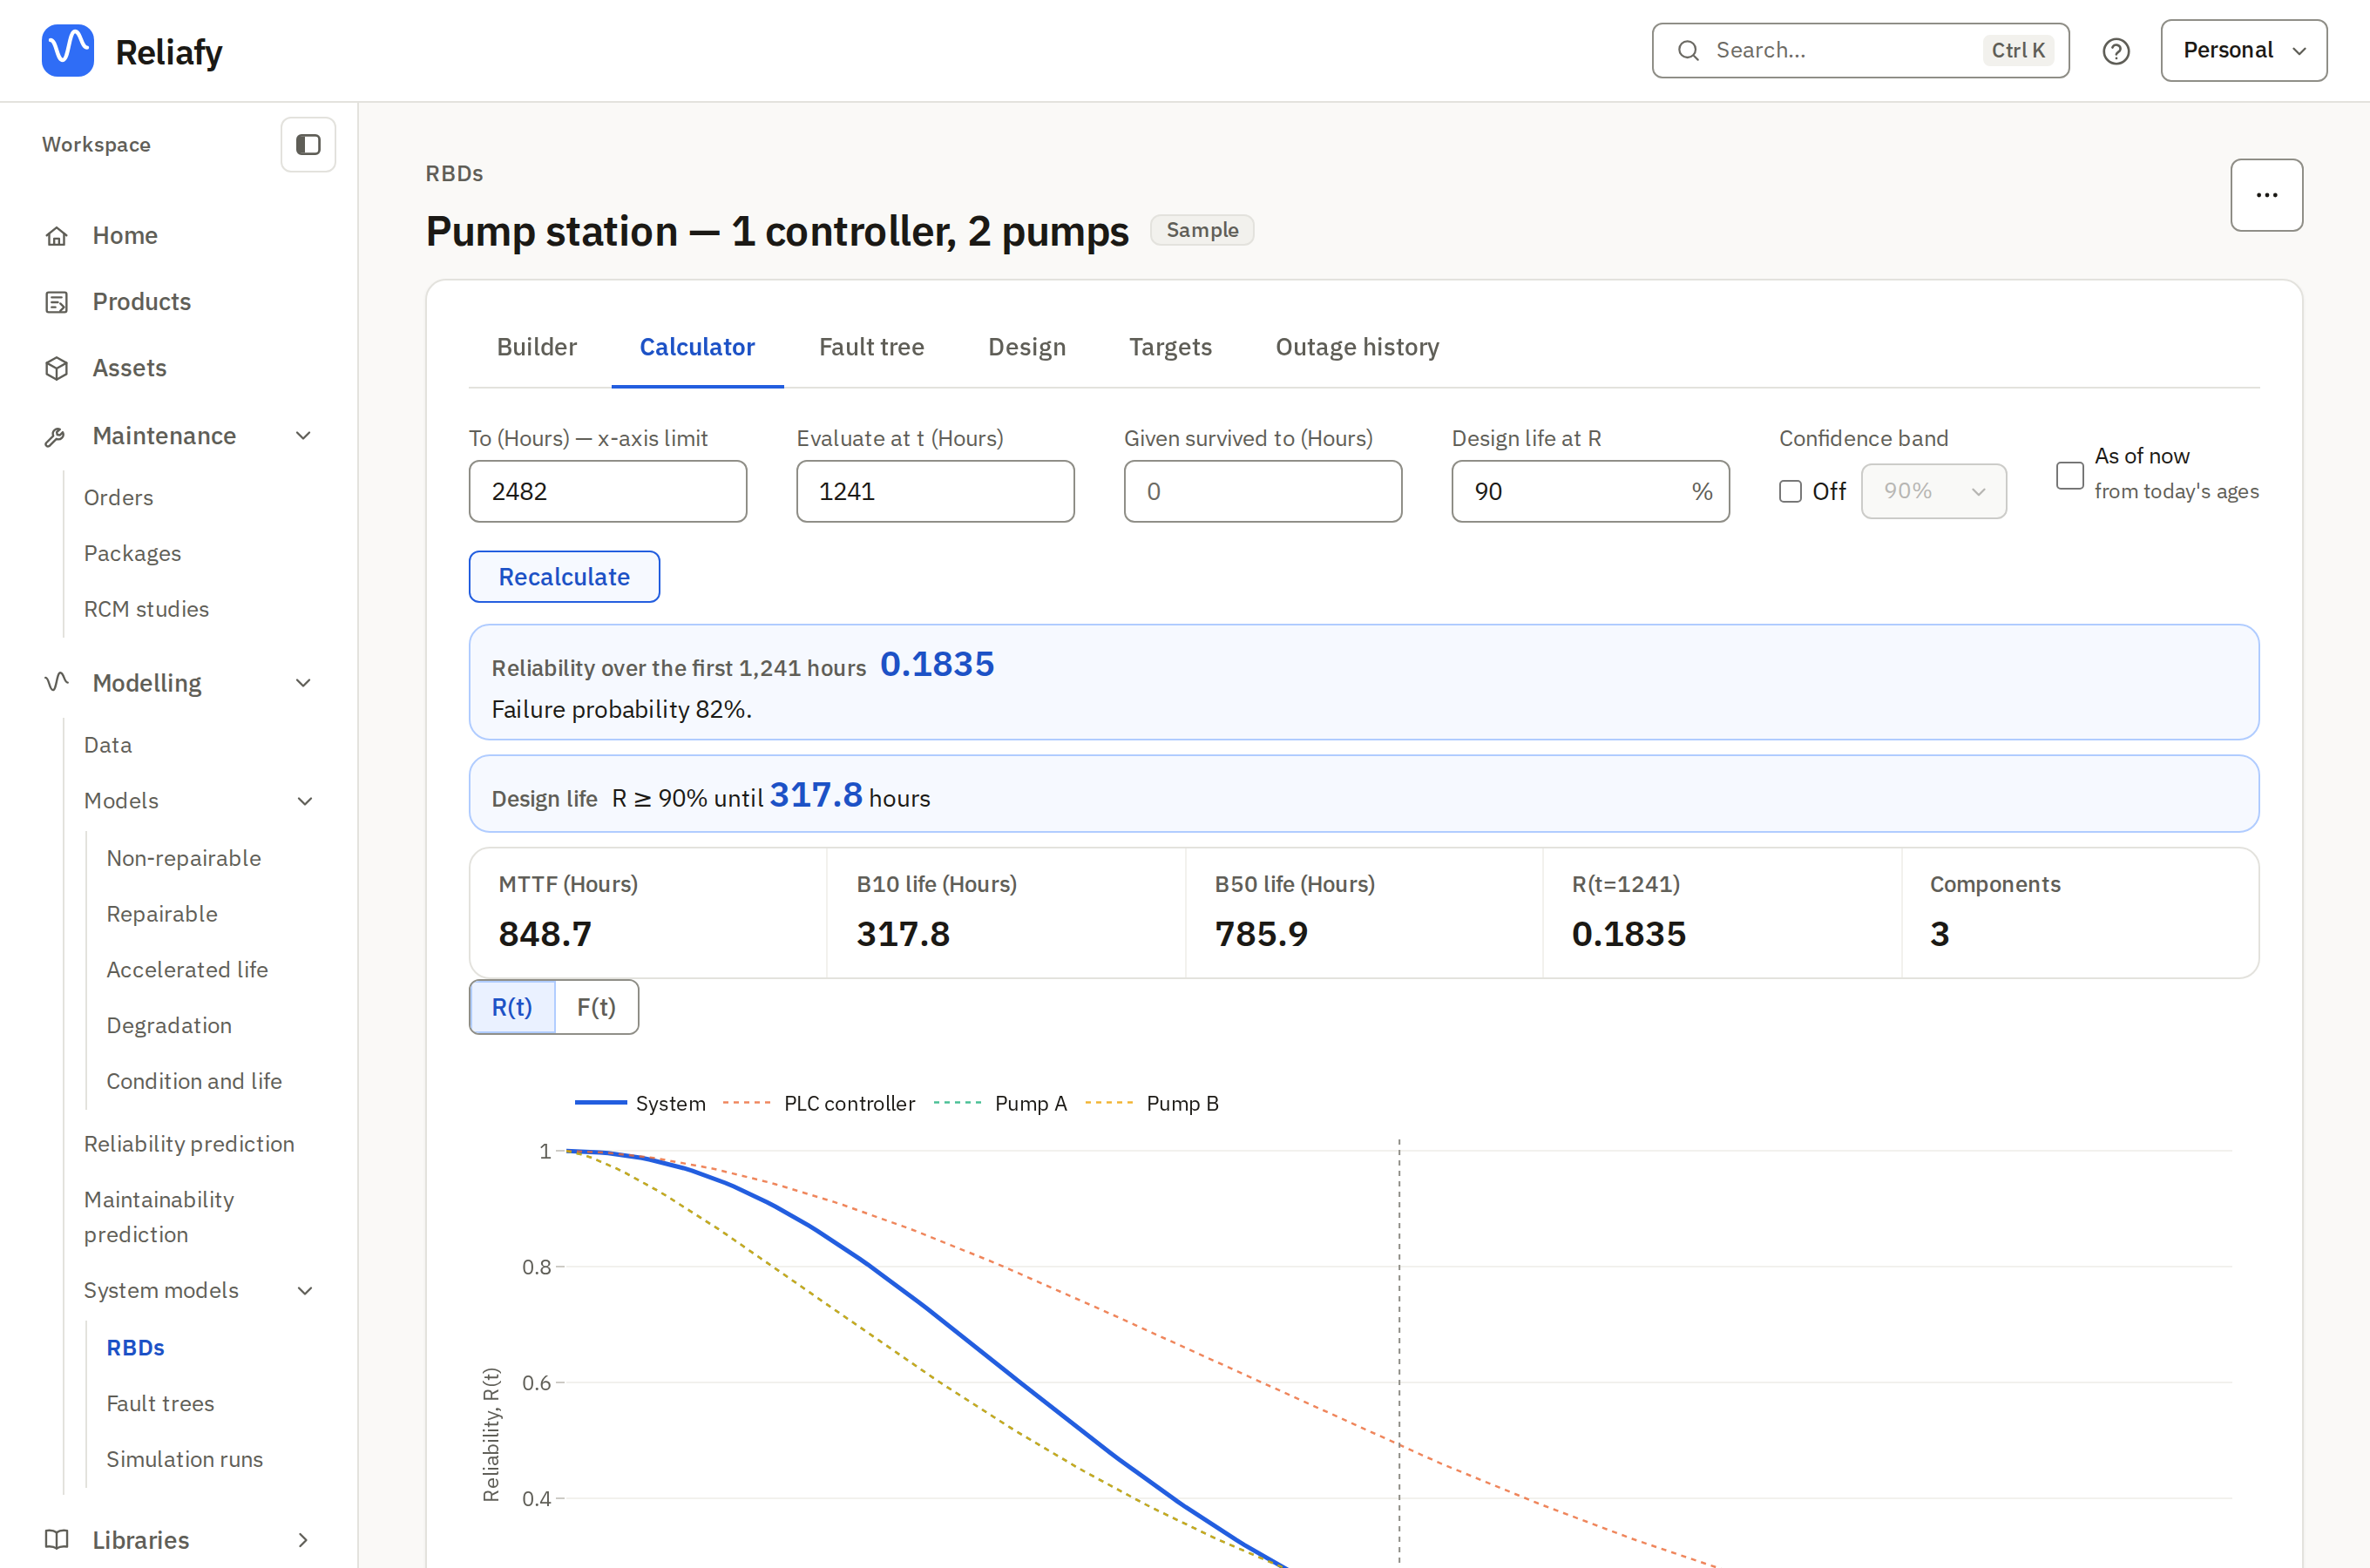 Reliafy
Search...
Ctrl K
Personal
Workspace
Home
Products
Assets
Maintenance
Orders
Packages
RCM studies
Modelling
Data
Models
Non-repairable
Repairable
Accelerated life
Degradation
Condition and life
Reliability prediction
Maintainability
prediction
System models
RBDs
Fault trees
Simulation runs
Libraries
RBDs
Pump station — 1 controller, 2 pumps
Sample
Builder
Calculator
Fault tree
Design
Targets
Outage history
To (Hours) — x-axis limit
2482
Evaluate at t (Hours)
1241
Given survived to (Hours)
0
Design life at R
90 %
Confidence band
Off
90%
As of now
from today's ages
Recalculate
Reliability over the first 1,241 hours 0.1835
Failure probability 82%.
Design life R ≥ 90% until 317.8 hours
MTTF (Hours)
848.7
B10 life (Hours)
317.8
B50 life (Hours)
785.9
R(t=1241)
0.1835
Components
3
R(t)
F(t)
System
PLC controller
Pump A
Pump B
1
0.8
0.6
0.4
Reliability, R(t)